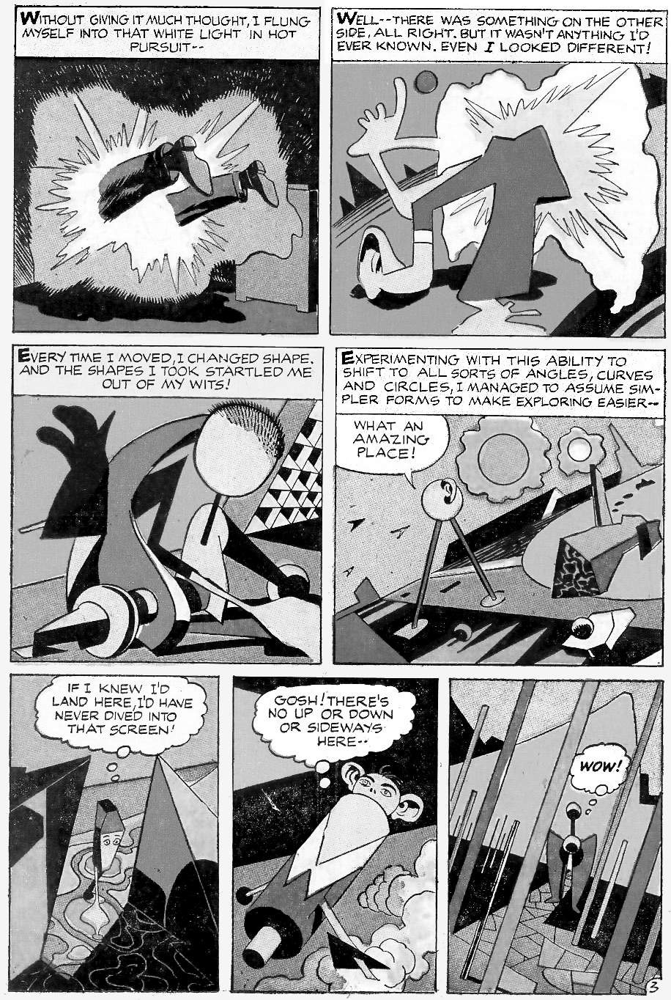 WITHOUT GIVING IT MUCH THOUGHT, I FLUNG
MYSELF INTO THAT WHITE LIGHT IN HOT
PURSUIT--
WELL--THERE WAS SOMETHING ON THE OTHER
SIDE, ALL RIGHT. BUT IT WASN'T ANYTHING I'D
EVER KNOWN. EVEN I LOOKED DIFFERENT!
EVERY TIME I MOVED, I CHANGED SHAPE.
AND THE SHAPES I TOOK STARTLED ME
OUT OF MY WITS!
EXPERIMENTING WITH THIS ABILITY TO
SHIFT TO ALL SORTS OF ANGLES, CURVES
AND CIRCLES, I MANAGED TO ASSUME SIM-
PLER FORMS TO MAKE EXPLORING EASIER--
WHAT AN
AMAZING
PLACE!
IF I KNEW I'D
LAND HERE, I'D HAVE
NEVER DIVED INTO
THAT SCREEN!
GOSH! THERE'S
NO UP OR DOWN
OR SIDEWAYS
HERE--
WOW!
3